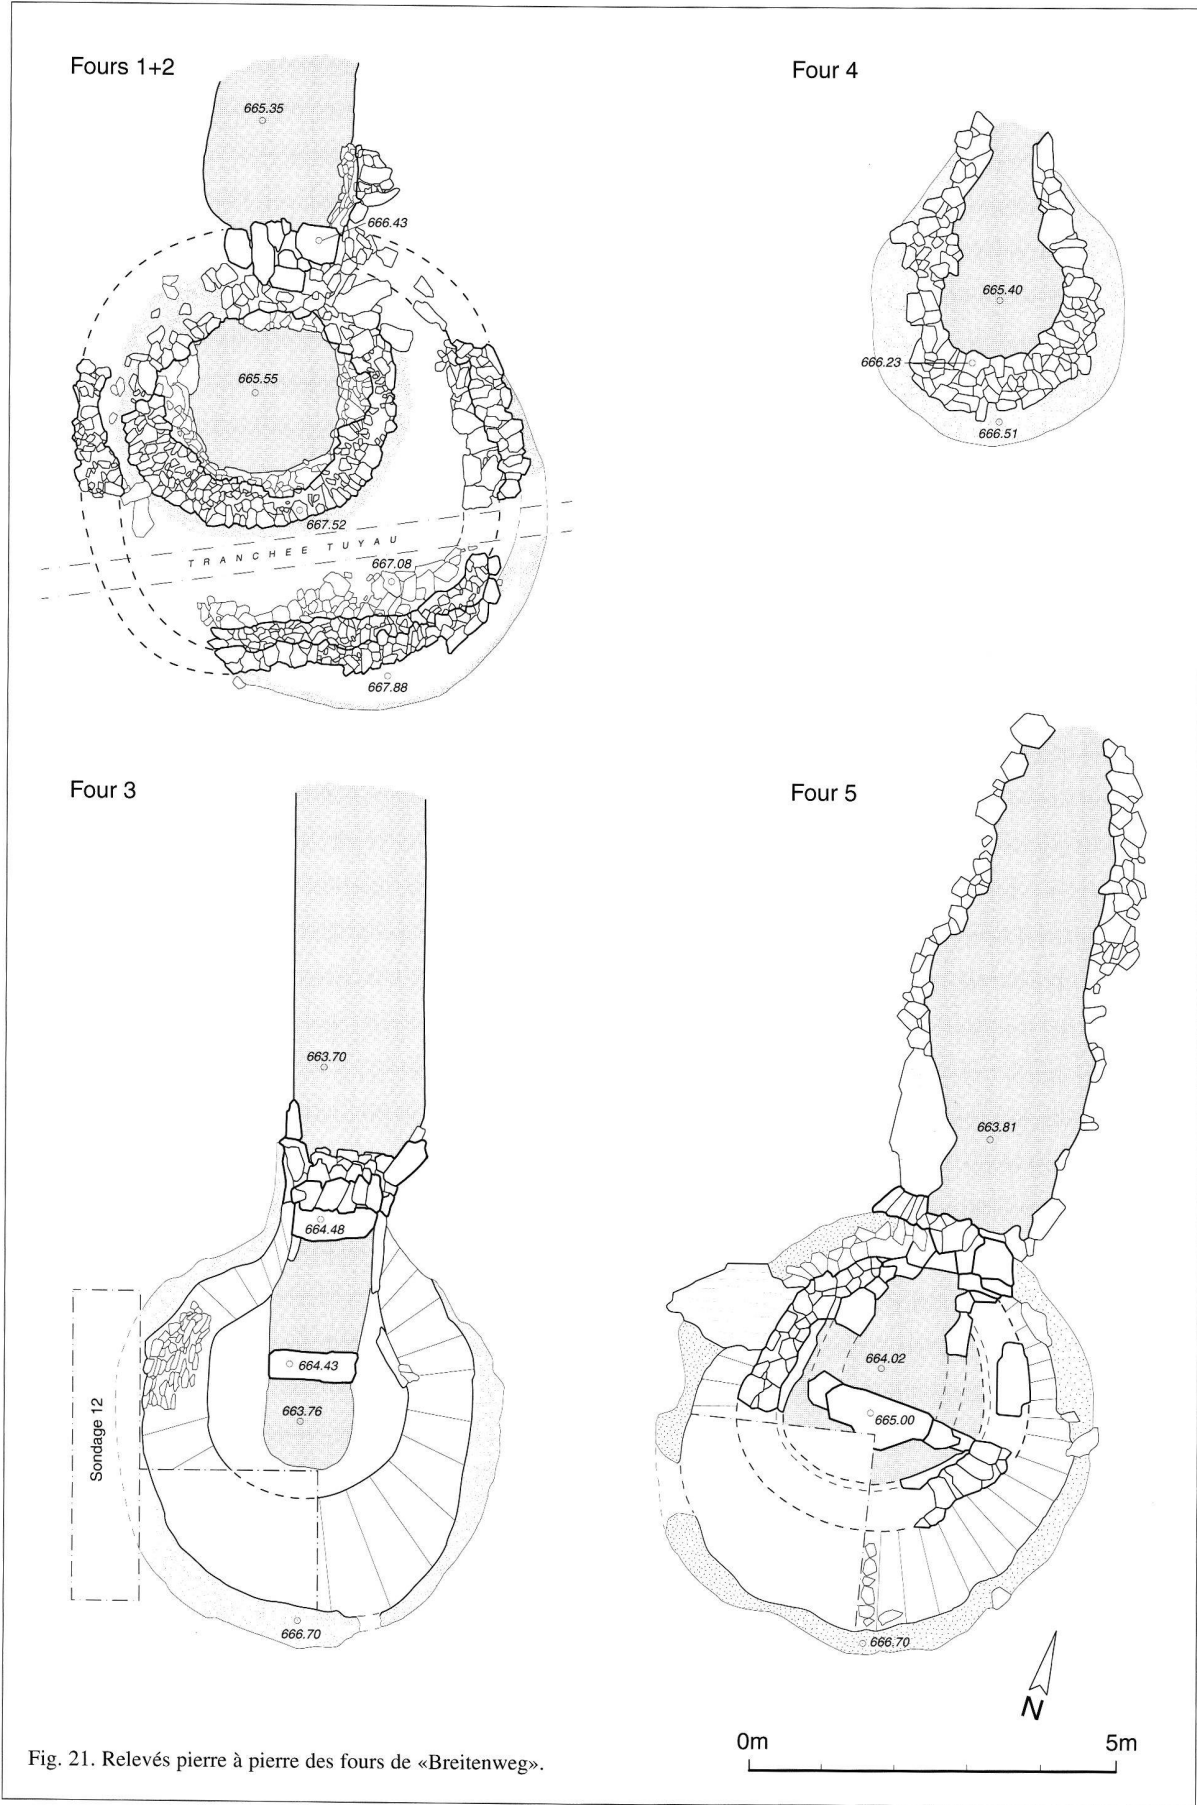 Fours 1+2
665.35
666.43
665.55
667.52
TRANCHEE TUYAU
667.08
667.88
Four 4
665.40
666.23
666.51
Four 3
663.70
664.48
664.43
663.76
Sondage 12
666.70
Four 5
663.81
664.02
665.00
666.70
N
0m 5m
Fig. 21. Relevés pierre à pierre des fours de «Breitenweg».